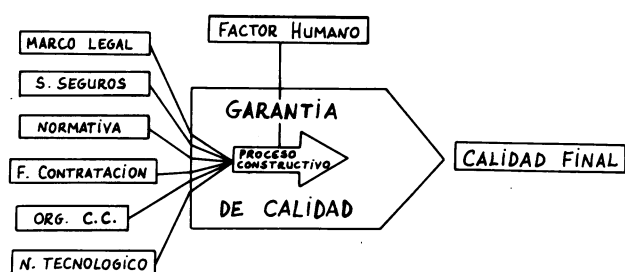 FACTOR HUMANO
MARCO LEGAL
S. SEGUROS
NORMATIVA
F. CONTRATACION
ORG. C.C.
N. TECNOLOGICO
GARANTIA
PROCESO
CONSTRUCTIVO
DE CALIDAD
CALIDAD FINAL